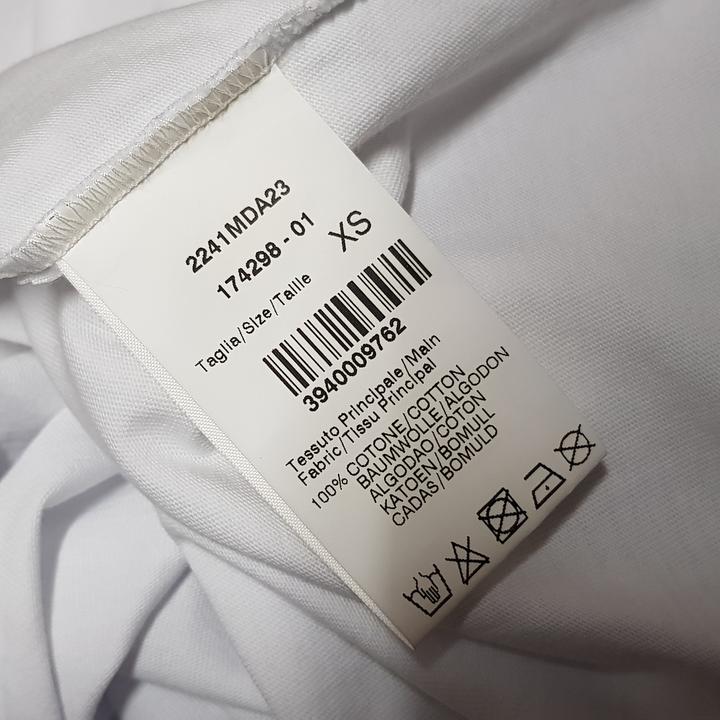 2241MDA23
174298 - 01
Taglia/Size/Taille XS
3940009762
Tessuto Principale/Main
Fabric/Tissu Principal
100% COTONE/COTTON
BAUMWOLLE/ALGODON
ALGODAO/COTON
KATOEN/BOMULL
CADAS/BOMULD